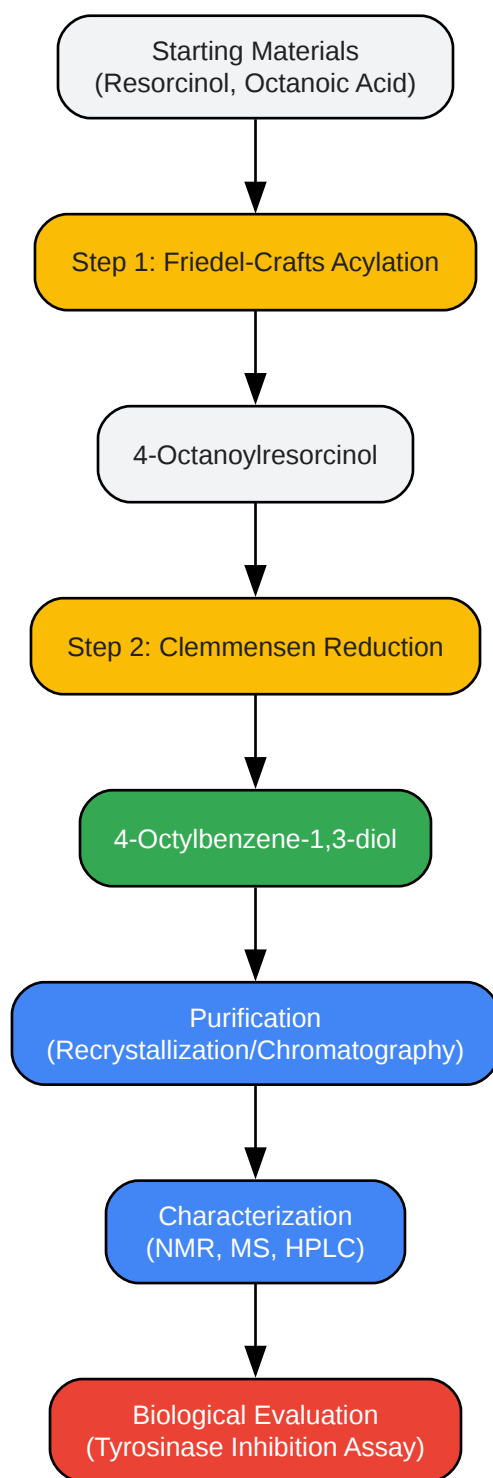 Starting Materials
(Resorcinol, Octanoic Acid)
Step 1: Friedel-Crafts Acylation
4-Octanoylresorcinol
Step 2: Clemmensen Reduction
4-Octylbenzene-1,3-diol
Purification
(Recrystallization/Chromatography)
Characterization
(NMR, MS, HPLC)
Biological Evaluation
(Tyrosinase Inhibition Assay)